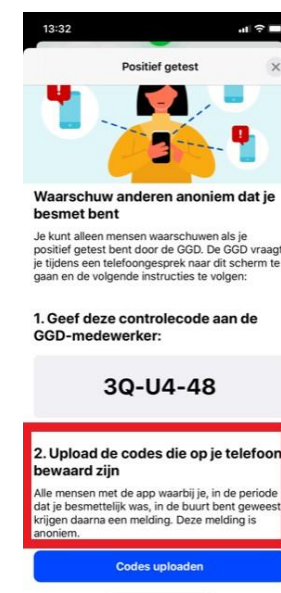 13:32
Positief getest
Waarschuw anderen anoniem dat je
besmet bent
Je kunt alleen mensen waarschuwen als je
positief getest bent door de GGD. De GGD vraagt
je tijdens een telefoongesprek naar dit scherm te
gaan en de volgende instructies te volgen:
1. Geef deze controlecode aan de
GGD-medewerker:
3Q-U4-48
2. Upload de codes die op je telefoon
bewaard zijn
Alle mensen met de app waarbij je, in de periode
dat je besmettelijk was, in de buurt bent geweest
krijgen daarna een melding. Deze melding is
anoniem.
Codes uploaden